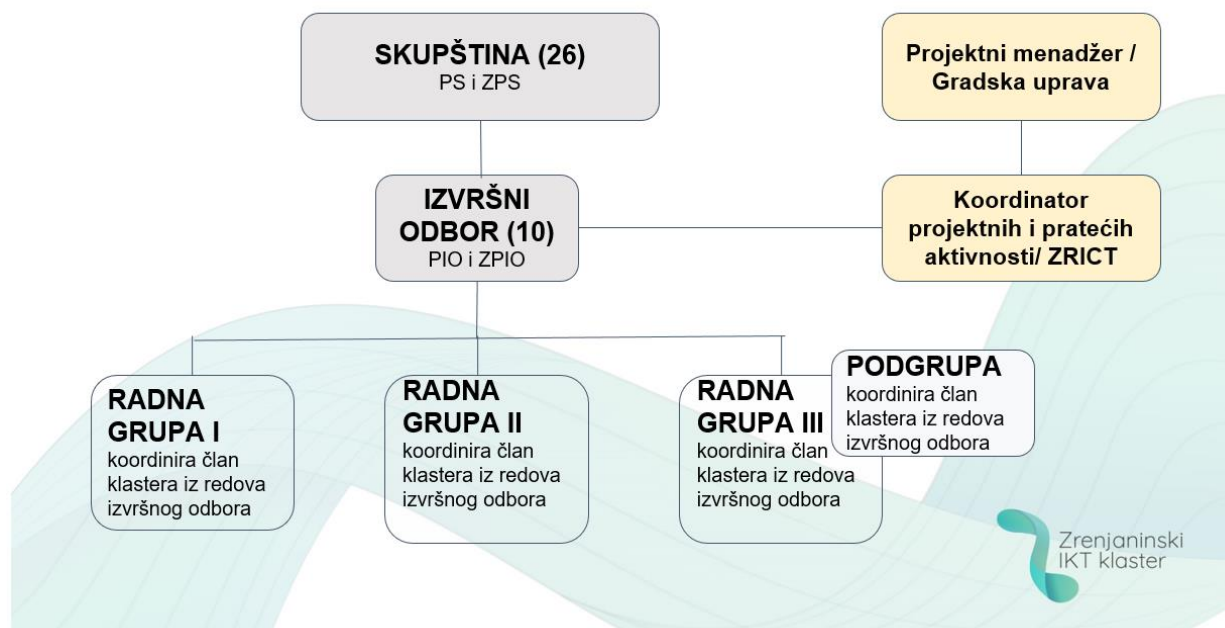 SKUPŠTINA (26)
PS i ZPS
Projektni menadžer /
Gradska uprava
IZVRŠNI
ODBOR (10)
PIO i ZPIO
Koordinator
projektnih i pratećih
aktivnosti/ ZRICT
RADNA
GRUPA I
koordinira član
klastera iz redova
izvršnog odbora
RADNA
GRUPA II
koordinira član
klastera iz redova
izvršnog odbora
RADNA
GRUPA III
koordinira član
klastera iz redova
izvršnog odbora
PODGRUPA
koordinira član
klastera iz redova
izvršnog odbora
Zrenjaninski
IKT klaster